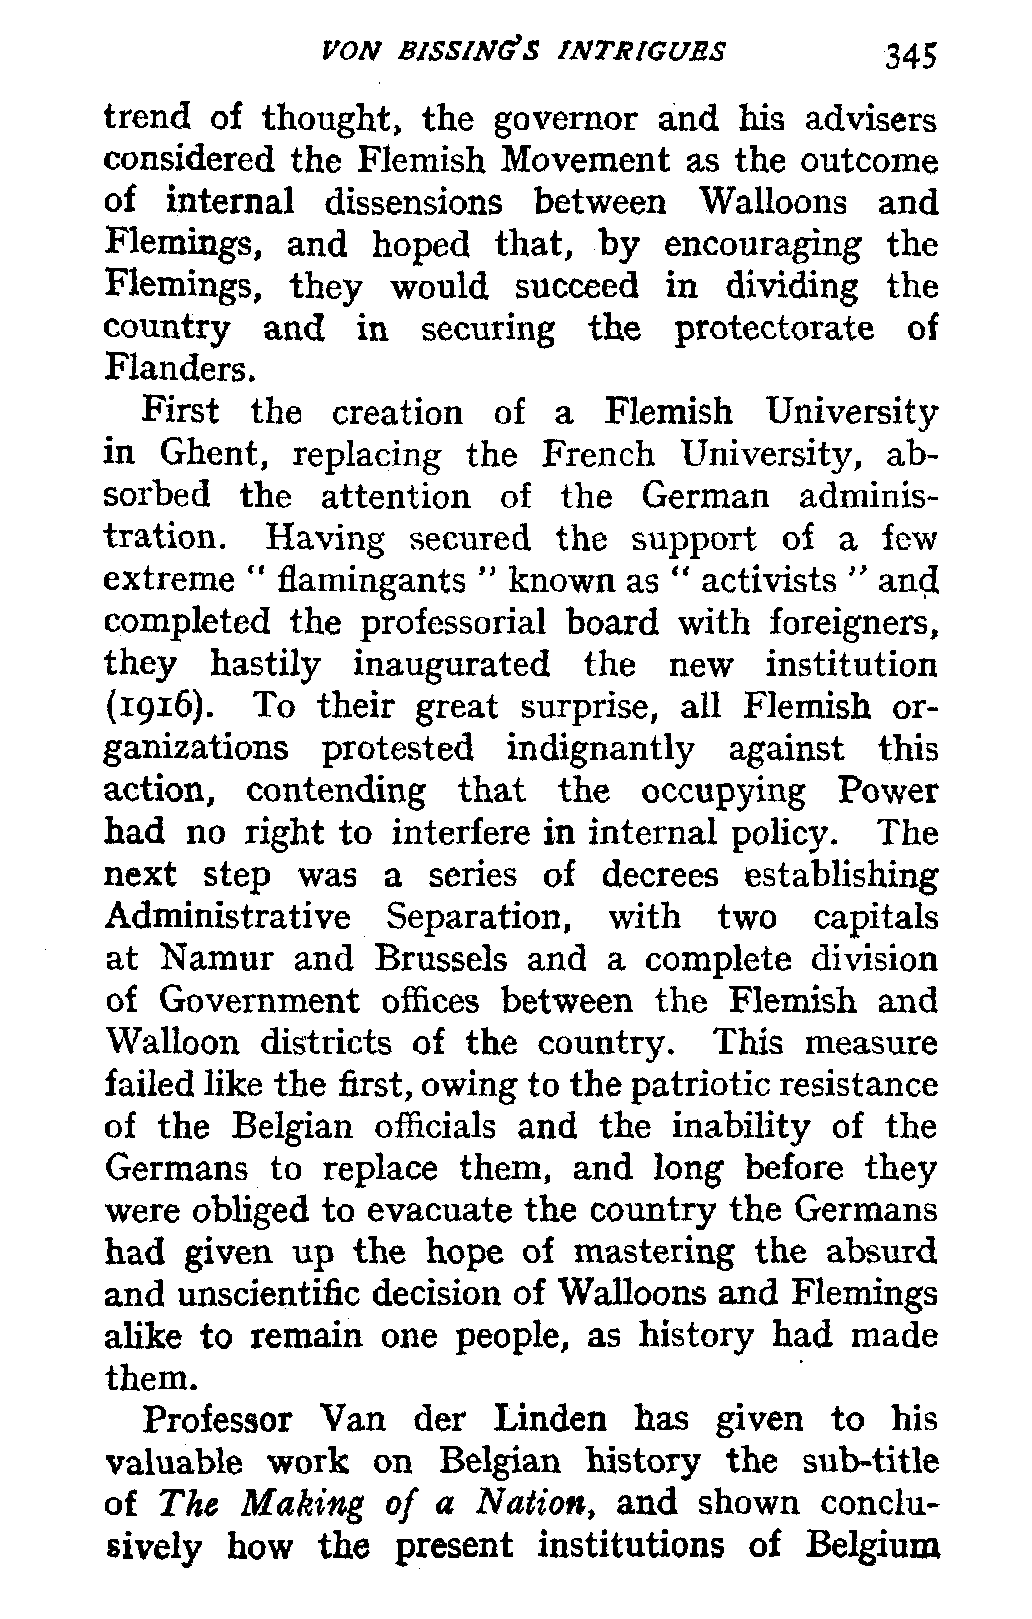 VON BISSING'S INTRIGUES 345
trend of thought, the governor and his advisers
considered the Flemish Movement as the outcome
of internal dissensions between Walloons and
Flemings, and hoped that, by encouraging the
Flemings, they would succeed in dividing the
country and in securing the protectorate of
Flanders.
First the creation of a Flemish University
in Ghent, replacing the French University, ab-
sorbed the attention of the German adminis-
tration. Having secured the support of a few
extreme " flamingants " known as " activists " and
completed the professorial board with foreigners,
they hastily inaugurated the new institution
(1916). To their great surprise, all Flemish or-
ganizations protested indignantly against this
action, contending that the occupying Power
had no right to interfere in internal policy. The
next step was a series of decrees establishing
Administrative Separation, with two capitals
at Namur and Brussels and a complete division
of Government offices between the Flemish and
Walloon districts of the country. This measure
failed like the first, owing to the patriotic resistance
of the Belgian officials and the inability of the
Germans to replace them, and long before they
were obliged to evacuate the country the Germans
had given up the hope of mastering the absurd
and unscientific decision of Walloons and Flemings
alike to remain one people, as history had made
them.
Professor Van der Linden has given to his
valuable work on Belgian history the sub-title
of The Making of a Nation, and shown conclu-
sively how the present institutions of Belgium